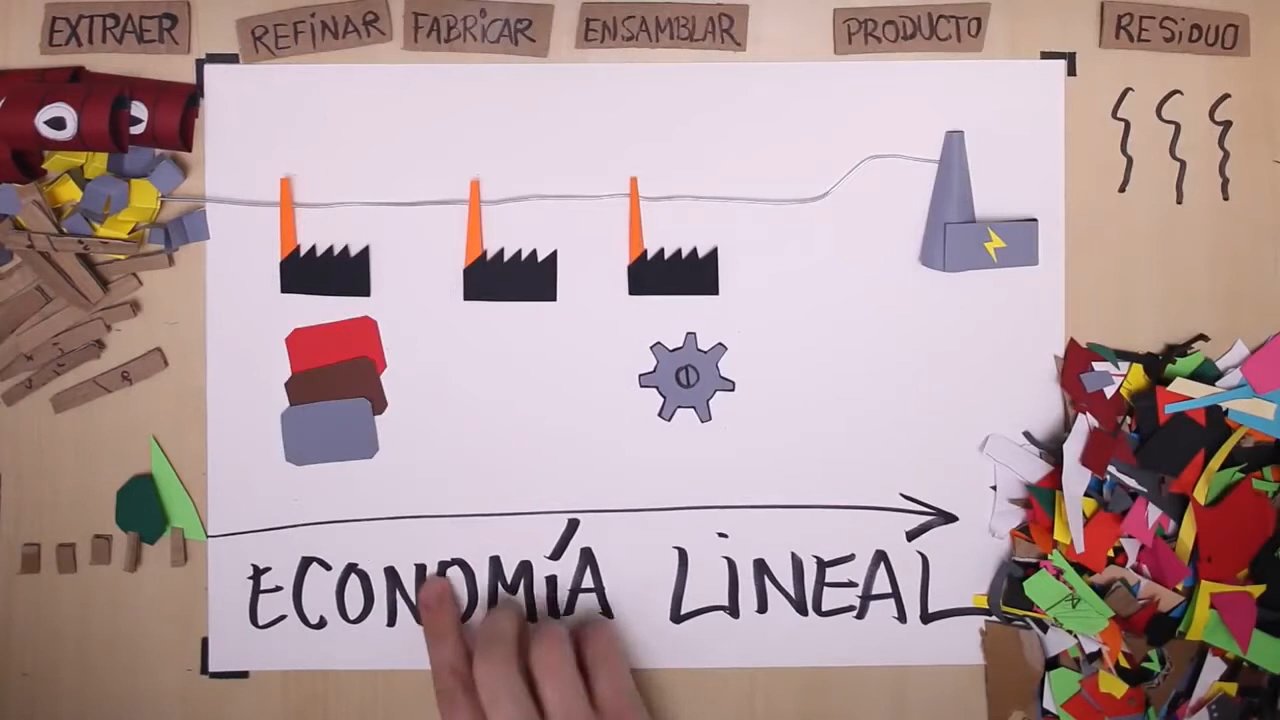 EXTRAER
REFINAR
FABRICAR
ENSAMBLAR
PRODUCTO
RESIDUO
ECONOMÍA LINEAL